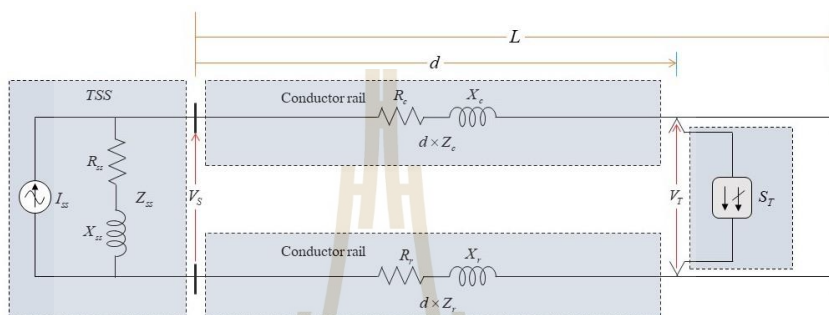 L
d
TSS
Conductor rail
R_c
X_c
d × Z_c
R_ss
I_ss
Z_ss
V_S
V_T
S_T
X_ss
Conductor rail
R_r
X_r
d × Z_r